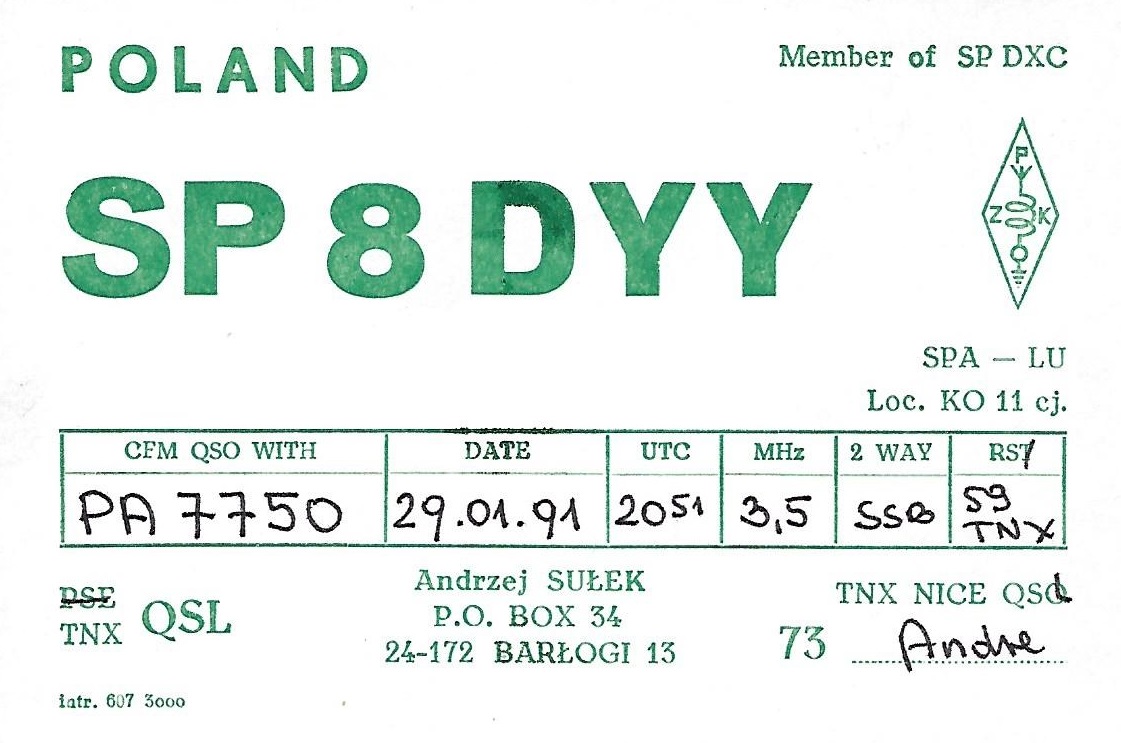 POLAND
Member of SP DXC
SP 8 DYY
P
Z K
SPA — LU
Loc. KO 11 cj.
CFM QSO WITH DATE UTC MHz 2 WAY RST
PA 7750 29.01.91 2051 3,5 SSB 59 TNX
PSE
TNX QSL
Andrzej SUŁEK
P.O. BOX 34
24-172 BARŁOGI 13
TNX NICE QSL
73 Andre
iatr. 607 3000